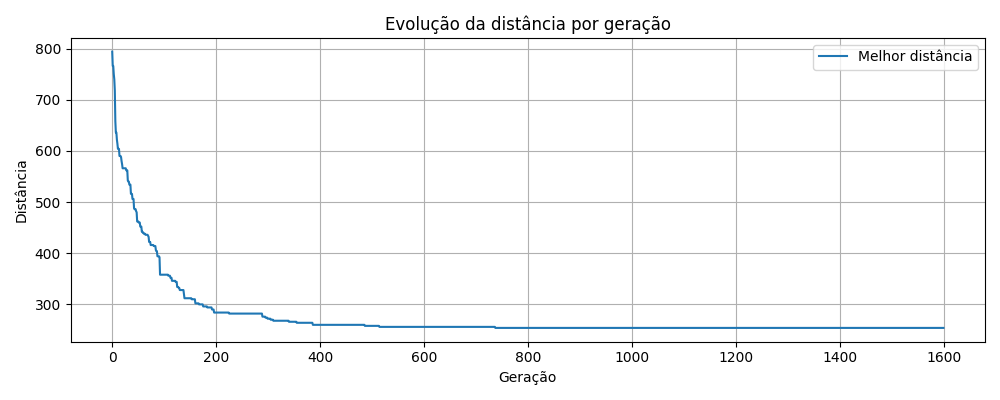 Evolução da distância por geração
Melhor distância
800
700
600
500
400
300
Distância
0 200 400 600 800 1000 1200 1400 1600
Geração